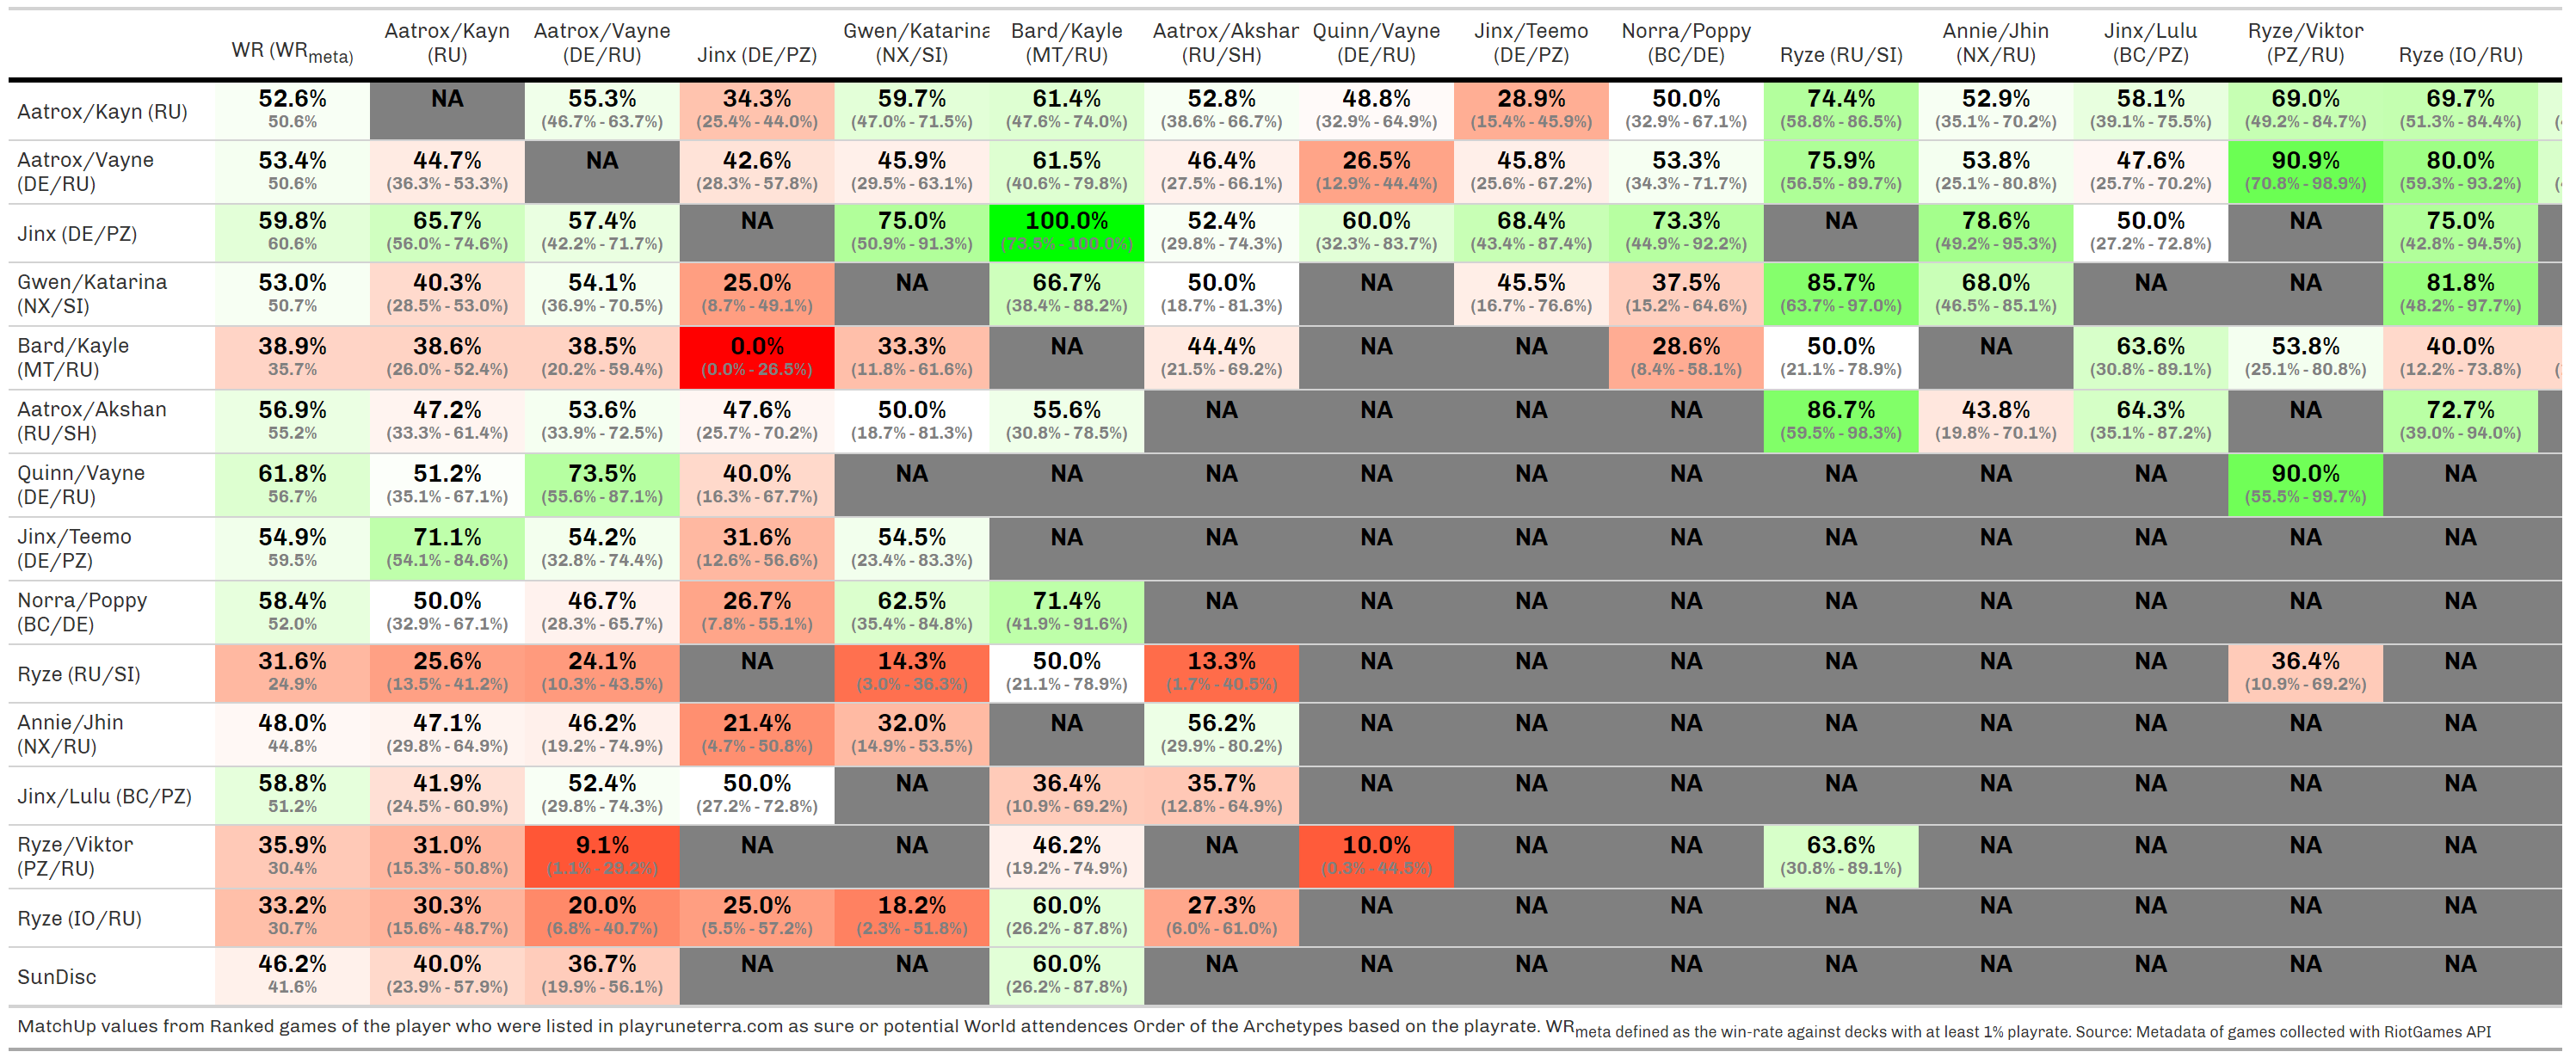 WR (WRmeta) Aatrox/Kayn (RU) Aatrox/Vayne (DE/RU) Jinx (DE/PZ) Gwen/Katarina (NX/SI) Bard/Kayle (MT/RU) Aatrox/Akshan (RU/SH) Quinn/Vayne (DE/RU) Jinx/Teemo (DE/PZ) Norra/Poppy (BC/DE) Ryze (RU/SI) Annie/Jhin (NX/RU) Jinx/Lulu (BC/PZ) Ryze/Viktor (PZ/RU) Ryze (IO/RU)
Aatrox/Kayn (RU) 52.6% NA 55.3% 34.3% 59.7% 61.4% 52.8% 48.8% 28.9% 50.0% 74.4% 52.9% 58.1% 69.0% 69.7%
50.6% (46.7% - 63.7%) (25.4% - 44.0%) (47.0% - 71.5%) (47.6% - 74.0%) (38.6% - 66.7%) (32.9% - 64.9%) (15.4% - 45.9%) (32.9% - 67.1%) (58.8% - 86.5%) (35.1% - 70.2%) (39.1% - 75.5%) (49.2% - 84.7%) (51.3% - 84.4%)
Aatrox/Vayne 53.4% 44.7% NA 42.6% 45.9% 61.5% 46.4% 26.5% 45.8% 53.3% 75.9% 53.8% 47.6% 90.9% 80.0%
(DE/RU) 50.6% (36.3% - 53.3%) (28.3% - 57.8%) (29.5% - 63.1%) (40.6% - 79.8%) (27.5% - 66.1%) (12.9% - 44.4%) (25.6% - 67.2%) (34.3% - 71.7%) (56.5% - 89.7%) (25.1% - 80.8%) (25.7% - 70.2%) (70.8% - 98.9%) (59.3% - 93.2%)
Jinx (DE/PZ) 59.8% 65.7% 57.4% NA 75.0% 100.0% 52.4% 60.0% 68.4% 73.3% NA 78.6% 50.0% NA 75.0%
60.6% (56.0% - 74.6%) (42.2% - 71.7%) (50.9% - 91.3%) (73.5% - 100.0%) (29.8% - 74.3%) (32.3% - 83.7%) (43.4% - 87.4%) (44.9% - 92.2%) (49.2% - 95.3%) (27.2% - 72.8%) (42.8% - 94.5%)
Gwen/Katarina 53.0% 40.3% 54.1% 25.0% NA 66.7% 50.0% NA 45.5% 37.5% 85.7% 68.0% NA NA 81.8%
(NX/SI) 50.7% (28.5% - 53.0%) (36.9% - 70.5%) (8.7% - 49.1%) (38.4% - 88.2%) (18.7% - 81.3%) (16.7% - 76.6%) (15.2% - 64.6%) (63.7% - 97.0%) (46.5% - 85.1%) (48.2% - 97.7%)
Bard/Kayle 38.9% 38.6% 38.5% 0.0% 33.3% NA 44.4% NA NA 28.6% 50.0% NA 63.6% 53.8% 40.0%
(MT/RU) 35.7% (26.0% - 52.4%) (20.2% - 59.4%) (0.0% - 26.5%) (11.8% - 61.6%) (21.5% - 69.2%) (8.4% - 58.1%) (21.1% - 78.9%) (30.8% - 89.1%) (25.1% - 80.8%) (12.2% - 73.8%)
Aatrox/Akshan 56.9% 47.2% 53.6% 47.6% 50.0% 55.6% NA NA NA NA 86.7% 43.8% 64.3% NA 72.7%
(RU/SH) 55.2% (33.3% - 61.4%) (33.9% - 72.5%) (25.7% - 70.2%) (18.7% - 81.3%) (30.8% - 78.5%) (59.5% - 98.3%) (19.8% - 70.1%) (35.1% - 87.2%) (39.0% - 94.0%)
Quinn/Vayne 61.8% 51.2% 73.5% 40.0% NA NA NA NA NA NA NA NA NA 90.0% NA
(DE/RU) 56.7% (35.1% - 67.1%) (55.6% - 87.1%) (16.3% - 67.7%) (55.5% - 99.7%)
Jinx/Teemo 54.9% 71.1% 54.2% 31.6% 54.5% NA NA NA NA NA NA NA NA NA NA
(DE/PZ) 59.5% (54.1% - 84.6%) (32.8% - 74.4%) (12.6% - 56.6%) (23.4% - 83.3%)
Norra/Poppy 58.4% 50.0% 46.7% 26.7% 62.5% 71.4% NA NA NA NA NA NA NA NA NA
(BC/DE) 52.0% (32.9% - 67.1%) (28.3% - 65.7%) (7.8% - 55.1%) (35.4% - 84.8%) (41.9% - 91.6%)
Ryze (RU/SI) 31.6% 25.6% 24.1% NA 14.3% 50.0% 13.3% NA NA NA NA NA NA 36.4% NA
24.9% (13.5% - 41.2%) (10.3% - 43.5%) (3.0% - 36.3%) (21.1% - 78.9%) (1.7% - 40.5%) (10.9% - 69.2%)
Annie/Jhin 48.0% 47.1% 46.2% 21.4% 32.0% NA 56.2% NA NA NA NA NA NA NA NA
(NX/RU) 44.8% (29.8% - 64.9%) (19.2% - 74.9%) (4.7% - 50.8%) (14.9% - 53.5%) (29.9% - 80.2%)
Jinx/Lulu (BC/PZ) 58.8% 41.9% 52.4% 50.0% NA 36.4% 35.7% NA NA NA NA NA NA NA NA
51.2% (24.5% - 60.9%) (29.8% - 74.3%) (27.2% - 72.8%) (10.9% - 69.2%) (12.8% - 64.9%)
Ryze/Viktor 35.9% 31.0% 9.1% NA NA 46.2% NA 10.0% NA NA 63.6% NA NA NA NA
(PZ/RU) 30.4% (15.3% - 50.8%) (1.1% - 29.2%) (19.2% - 74.9%) (0.3% - 44.5%) (30.8% - 89.1%)
Ryze (IO/RU) 33.2% 30.3% 20.0% 25.0% 18.2% 60.0% 27.3% NA NA NA NA NA NA NA NA
30.7% (15.6% - 48.7%) (6.8% - 40.7%) (5.5% - 57.2%) (2.3% - 51.8%) (26.2% - 87.8%) (6.0% - 61.0%)
SunDisc 46.2% 40.0% 36.7% NA NA 60.0% NA NA NA NA NA NA NA NA NA
41.6% (23.9% - 57.9%) (19.9% - 56.1%) (26.2% - 87.8%)
MatchUp values from Ranked games of the player who were listed in playruneterra.com as sure or potential World attendences Order of the Archetypes based on the playrate. WRmeta defined as the win-rate against decks with at least 1% playrate. Source: Metadata of games collected with RiotGames API